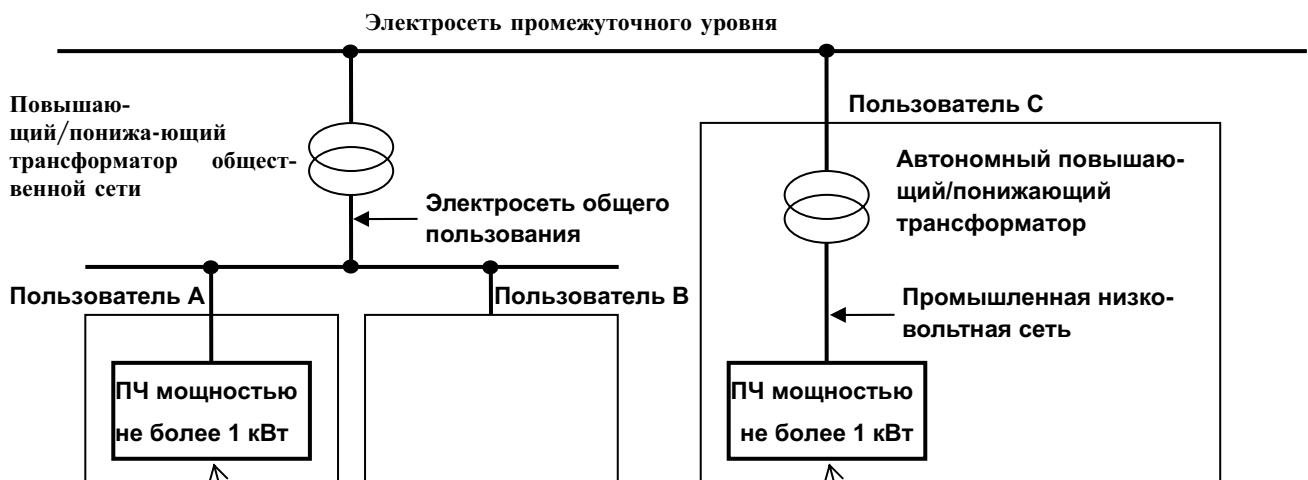 Электросеть промежуточного уровня
Повышаю-
щий/понижа-ющий
трансформатор общест-
венной сети
Электросеть общего
пользования
Пользователь A
Пользователь B
ПЧ мощностью
не более 1 кВт
Пользователь C
Автономный повышаю-
щий/понижающий
трансформатор
Промышленная низко-
вольтная сеть
ПЧ мощностью
не более 1 кВт